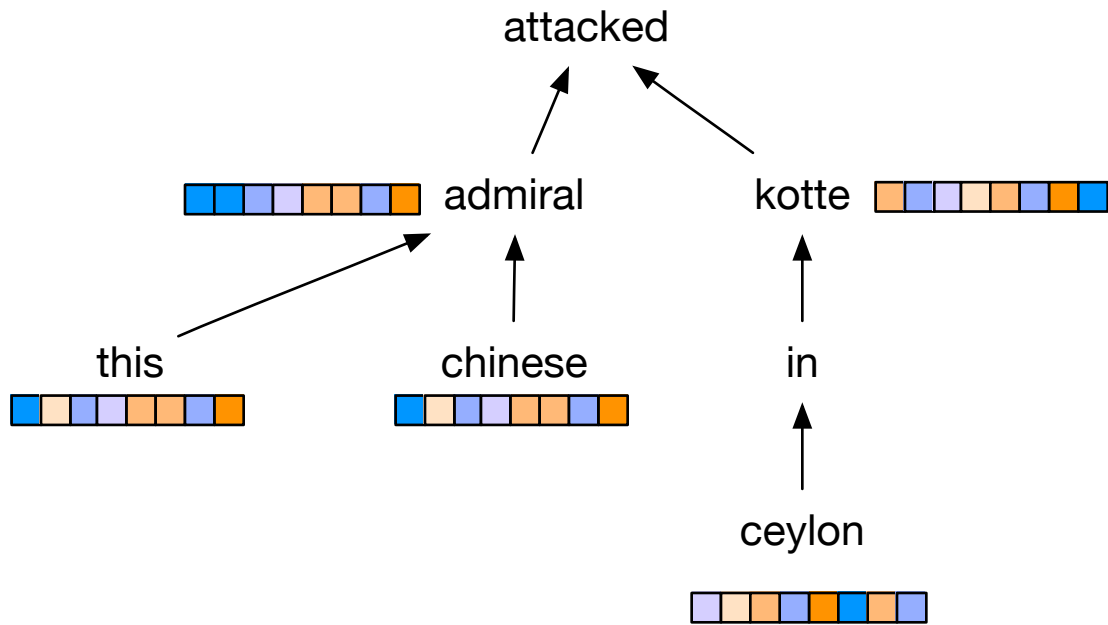 attacked
admiral kotte
this chinese in
ceylon